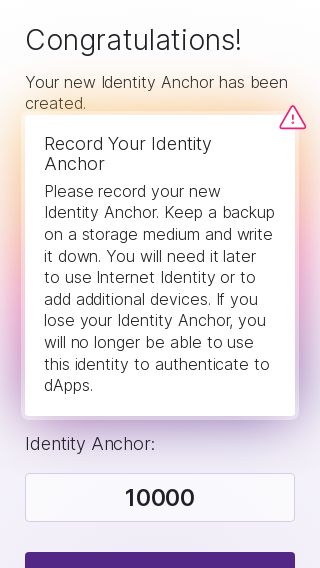 Congratulations!
Your new Identity Anchor has been
created.
Record Your Identity
Anchor
Please record your new
Identity Anchor. Keep a backup
on a storage medium and write
it down. You will need it later
to use Internet Identity or to
add additional devices. If you
lose your Identity Anchor, you
will no longer be able to use
this identity to authenticate to
dApps.
Identity Anchor:
10000